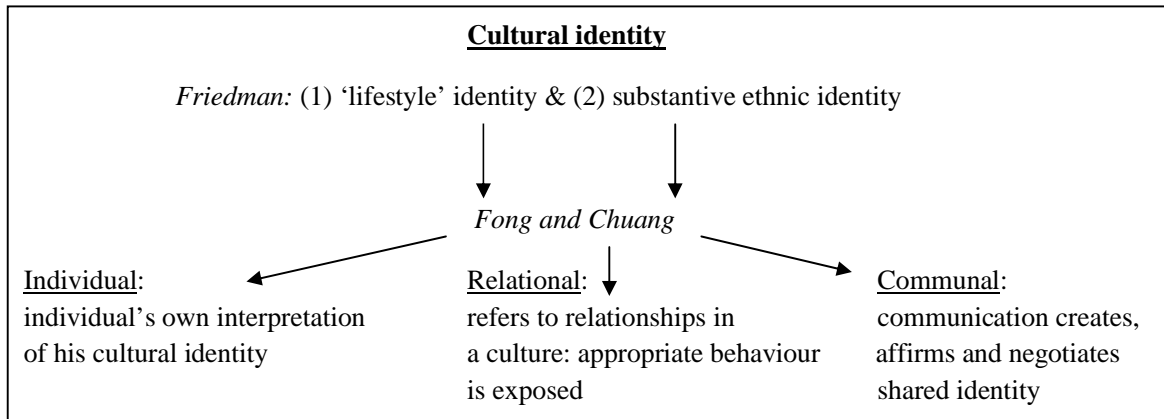 Cultural identity
Friedman: (1) ‘lifestyle’ identity & (2) substantive ethnic identity
Fong and Chuang
Individual:
individual’s own interpretation
of his cultural identity
Relational:
refers to relationships in
a culture: appropriate behaviour
is exposed
Communal:
communication creates,
affirms and negotiates
shared identity